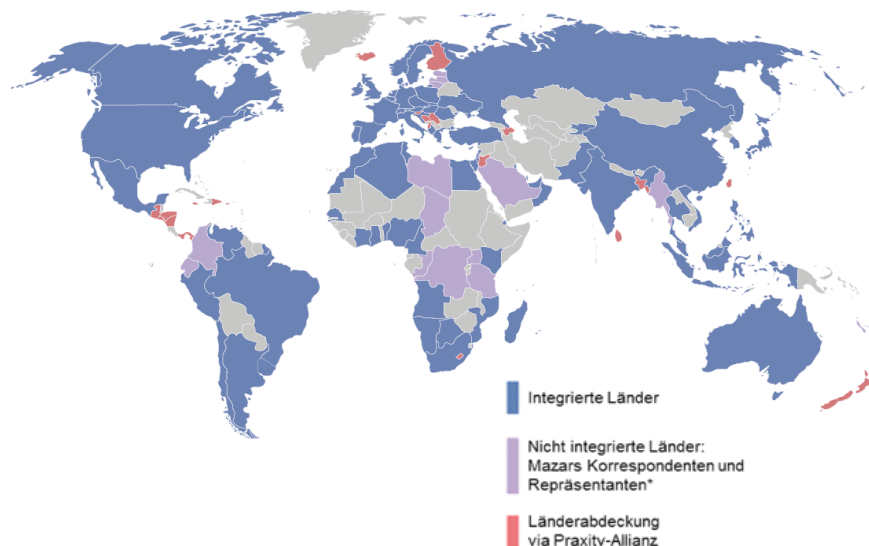 Integrierte Länder
Nicht integrierte Länder:
Mazars Korrespondenten und
Repräsentanten*
Länderabdeckung
via Praxity-Allianz